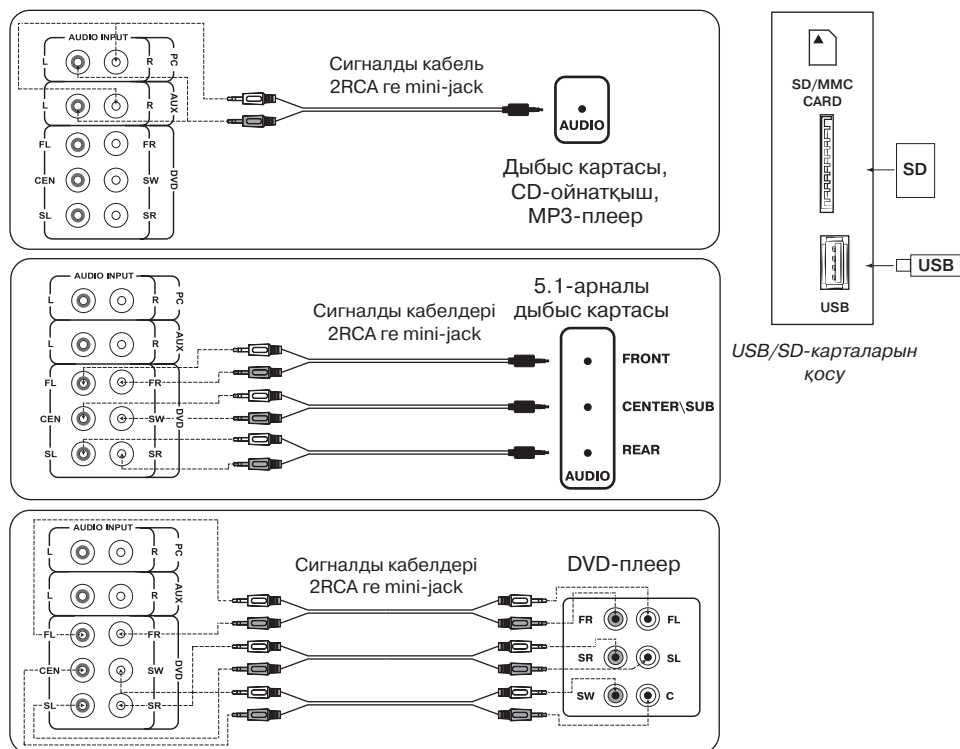 AUDIO INPUT
L R PC
L R AUX
FL FR
CEN SW DVD
SL SR
Сигналды кабель
2RCA ге mini-jack
AUDIO
Дыбыс картасы,
CD-ойнатқыш,
MP3-плеер
AUDIO INPUT
L R PC
L R AUX
FL FR
CEN SW DVD
SL SR
Сигналды кабелдері
2RCA ге mini-jack
5.1-арналы
дыбыс картасы
FRONT
CENTER\SUB
REAR
AUDIO
AUDIO INPUT
L R PC
L R AUX
FL FR
CEN SW DVD
SL SR
Сигналды кабелдері
2RCA ге mini-jack
DVD-плеер
FR FL
SR SL
SW C
SD/MMC
CARD
SD
USB
USB
USB/SD-карталарын
қосу